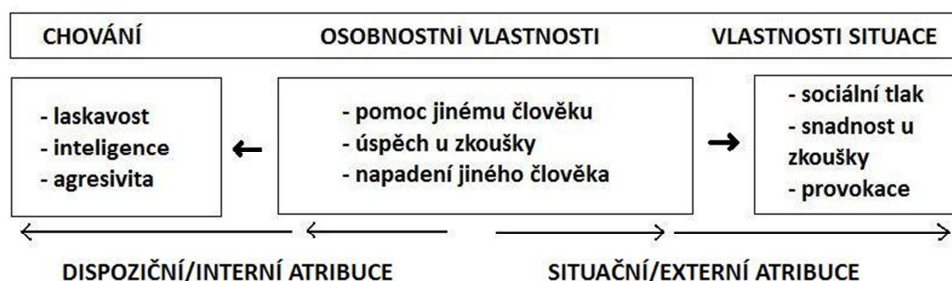 CHOVÁNÍ
OSOBNOSTNÍ VLASTNOSTI
VLASTNOSTI SITUACE
- laskavost
- inteligence
- agresivita
- pomoc jinému člověku
- úspěch u zkoušky
- napadení jiného člověka
- sociální tlak
- snadnost u
zkoušky
- provokace
DISPOZIČNÍ/INTERNÍ ATRIBUCE
SITUAČNÍ/EXTERNÍ ATRIBUCE